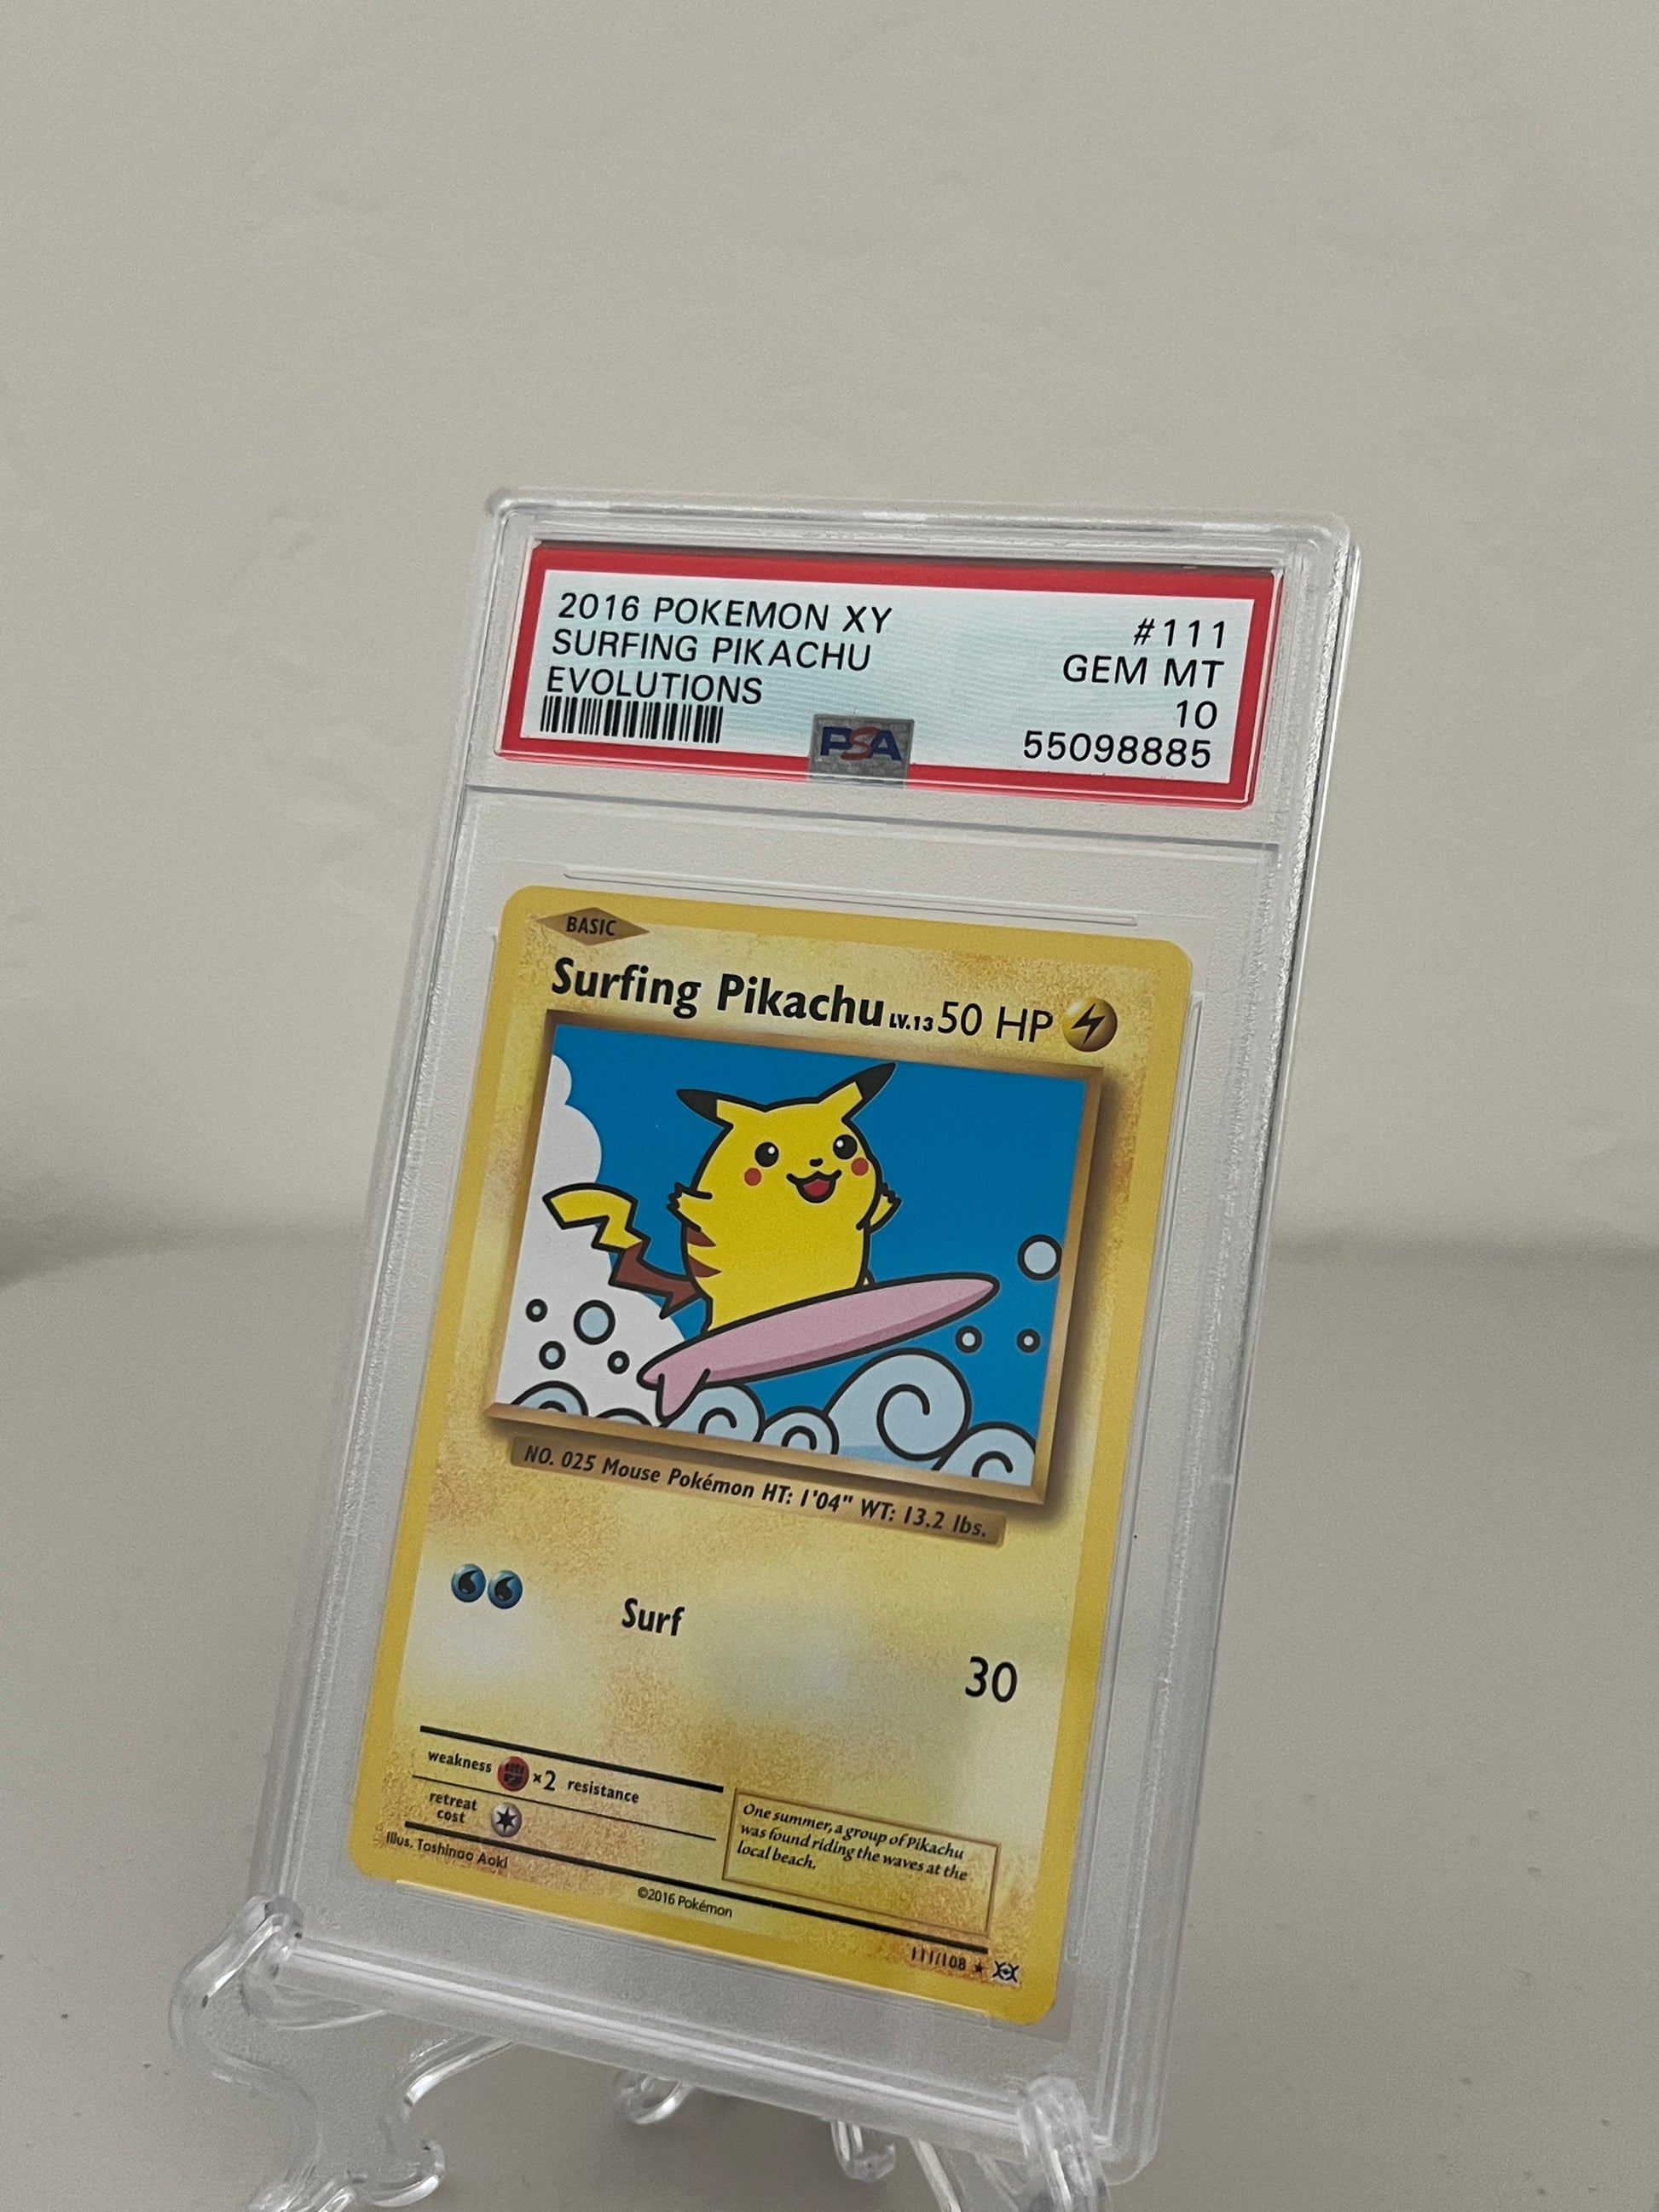 2016 POKEMON XY #111
SURFING PIKACHU GEM MT
EVOLUTIONS 10
PSA 55098885
BASIC
Surfing Pikachu LV.13 50 HP
NO. 025 Mouse Pokémon HT: 1'04" WT: 13.2 lbs.
Surf
30
weakness ×2 resistance
retreat
cost
One summer, a group of Pikachu
was found riding the waves at the
local beach.
Illus. Toshinao Aoki
©2016 Pokémon
111/108 ★